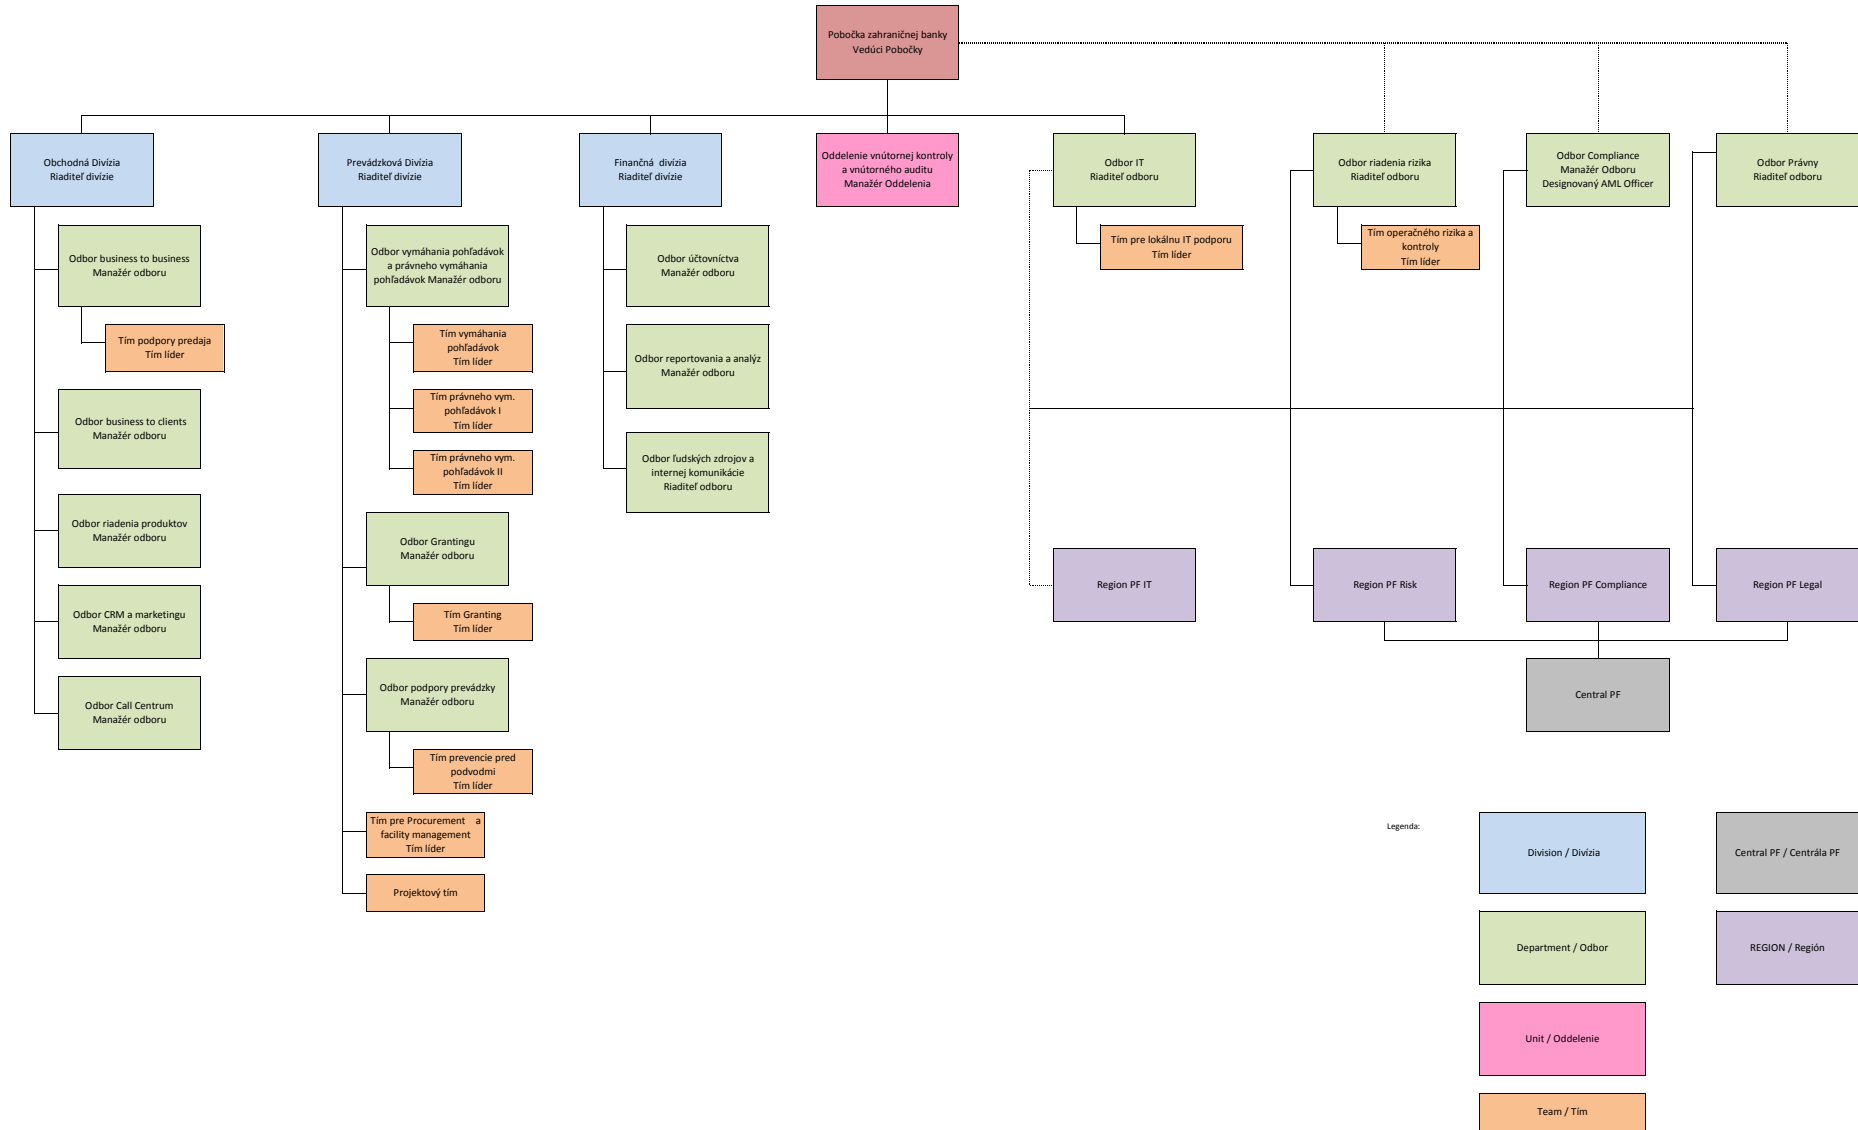 Pobočka zahraničnej banky
Vedúci Pobočky
Obchodná Divízia
Riaditeľ divízie
Prevádzková Divízia
Riaditeľ divízie
Finančná divízia
Riaditeľ divízie
Oddelenie vnútornej kontroly
a vnútorného auditu
Manažér Oddelenia
Odbor IT
Riaditeľ odboru
Odbor riadenia rizika
Riaditeľ odboru
Odbor Compliance
Manažér Odboru
Designovaný AML Officer
Odbor Právny
Riaditeľ odboru
Odbor business to business
Manažér odboru
Tím podpory predaja
Tím líder
Odbor business to clients
Manažér odboru
Odbor riadenia produktov
Manažér odboru
Odbor CRM a marketingu
Manažér odboru
Odbor Call Centrum
Manažér odboru
Odbor vymáhania pohľadávok
a právneho vymáhania
pohľadávok Manažér odboru
Tím vymáhania
pohľadávok
Tím líder
Tím právneho vym.
pohľadávok I
Tím líder
Tím právneho vym.
pohľadávok II
Tím líder
Odbor Grantingu
Manažér odboru
Tím Granting
Tím líder
Odbor podpory prevádzky
Manažér odboru
Tím prevencie pred
podvodmi
Tím líder
Tím pre Procurement a
facility management
Tím líder
Projektový tím
Odbor účtovníctva
Manažér odboru
Odbor reportovania a analýz
Manažér odboru
Odbor ľudských zdrojov a
internej komunikácie
Riaditeľ odboru
Tím pre lokálnu IT podporu
Tím líder
Tím operačného rizika a
kontroly
Tím líder
Region PF IT
Region PF Risk
Region PF Compliance
Region PF Legal
Central PF
Legenda:
Division / Divízia
Central PF / Centrála PF
Department / Odbor
REGION / Región
Unit / Oddelenie
Team / Tím